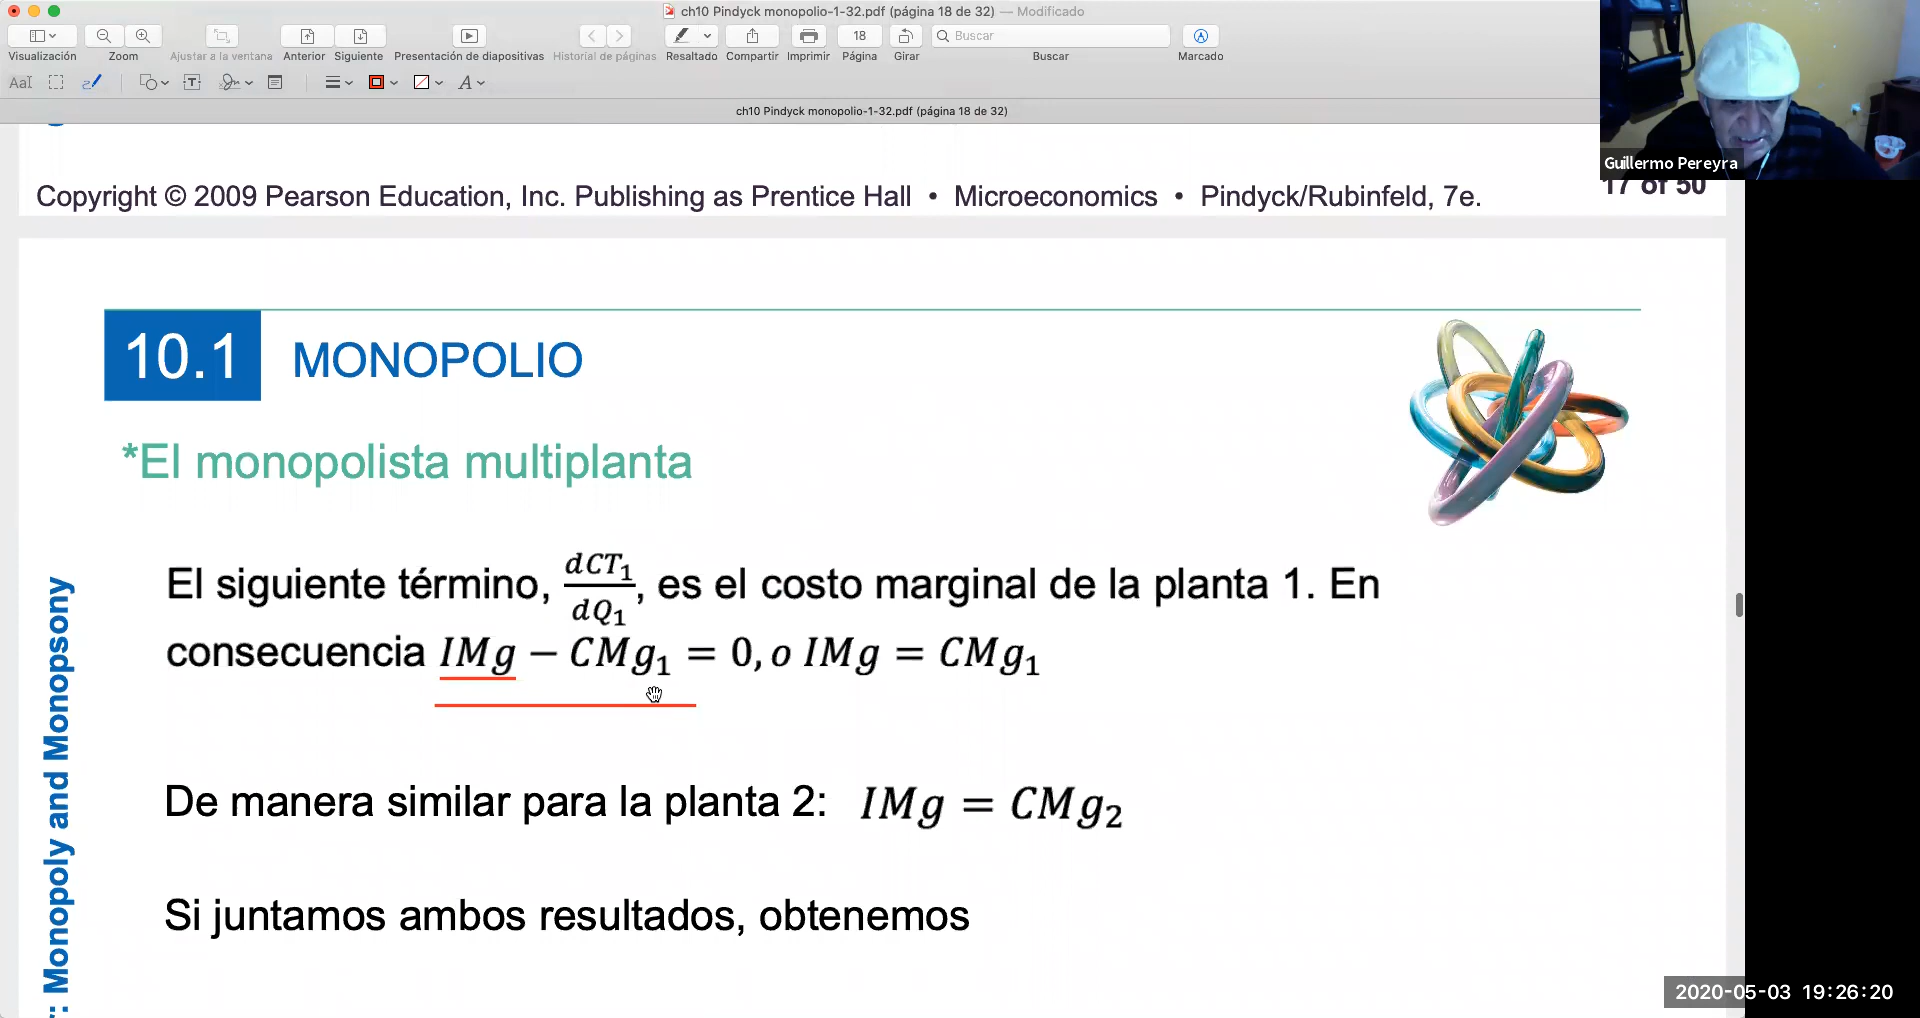 ch10 Pindyck monopolio-1-32.pdf (página 18 de 32) — Modificado
18
Buscar
Visualización
Zoom
Ajustar a la ventana
Anterior
Siguiente
Presentación de diapositivas
Historial de páginas
Resaltado
Compartir
Imprimir
Página
Girar
Buscar
Marcado
AaI
T
A
ch10 Pindyck monopolio-1-32.pdf (página 18 de 32)
Guillermo Pereyra
Copyright © 2009 Pearson Education, Inc. Publishing as Prentice Hall • Microeconomics • Pindyck/Rubinfeld, 7e.
17 of 50
10.1 MONOPOLIO
*El monopolista multiplanta
El siguiente término, dCT₁/dQ₁, es el costo marginal de la planta 1. En
consecuencia IMg − CMg₁ = 0, o IMg = CMg₁
De manera similar para la planta 2: IMg = CMg₂
Si juntamos ambos resultados, obtenemos
: Monopoly and Monopsony
2020-05-03 19:26:20